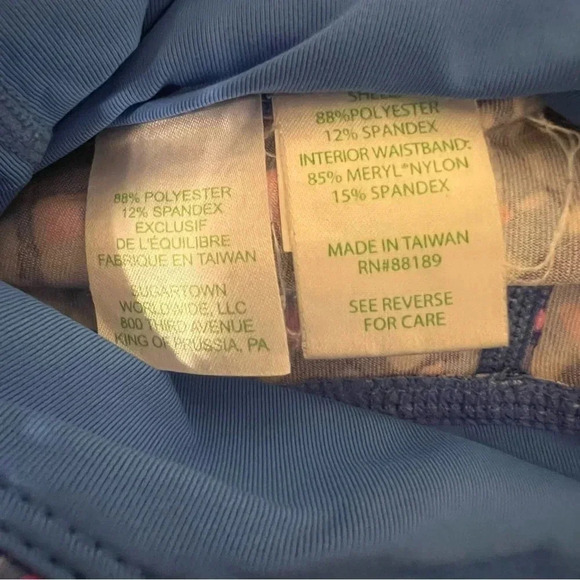 88% POLYESTER
12% SPANDEX
EXCLUSIF
DE L'ÉQUILIBRE
FABRIQUE EN TAIWAN
SUGARTOWN
WORLDWIDE, LLC
800 THIRD AVENUE
KING OF PRUSSIA, PA
88%POLYESTER
12% SPANDEX
INTERIOR WAISTBAND:
85% MERYL®NYLON
15% SPANDEX
MADE IN TAIWAN
RN#88189
SEE REVERSE
FOR CARE